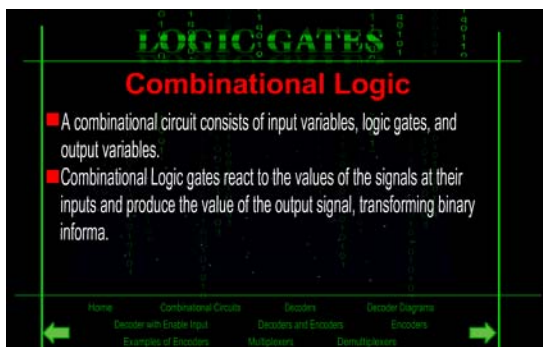 LOGIC GATES
Combinational Logic
A combinational circuit consists of input variables, logic gates, and
output variables.
Combinational Logic gates react to the values of the signals at their
inputs and produce the value of the output signal, transforming binary
informa.
Home Combinational Circuits Decoders Decoder Diagrams
Decoder with Enable Input Decoders and Encoders Encoders
Examples of Encoders Multiplexers Demultiplexers